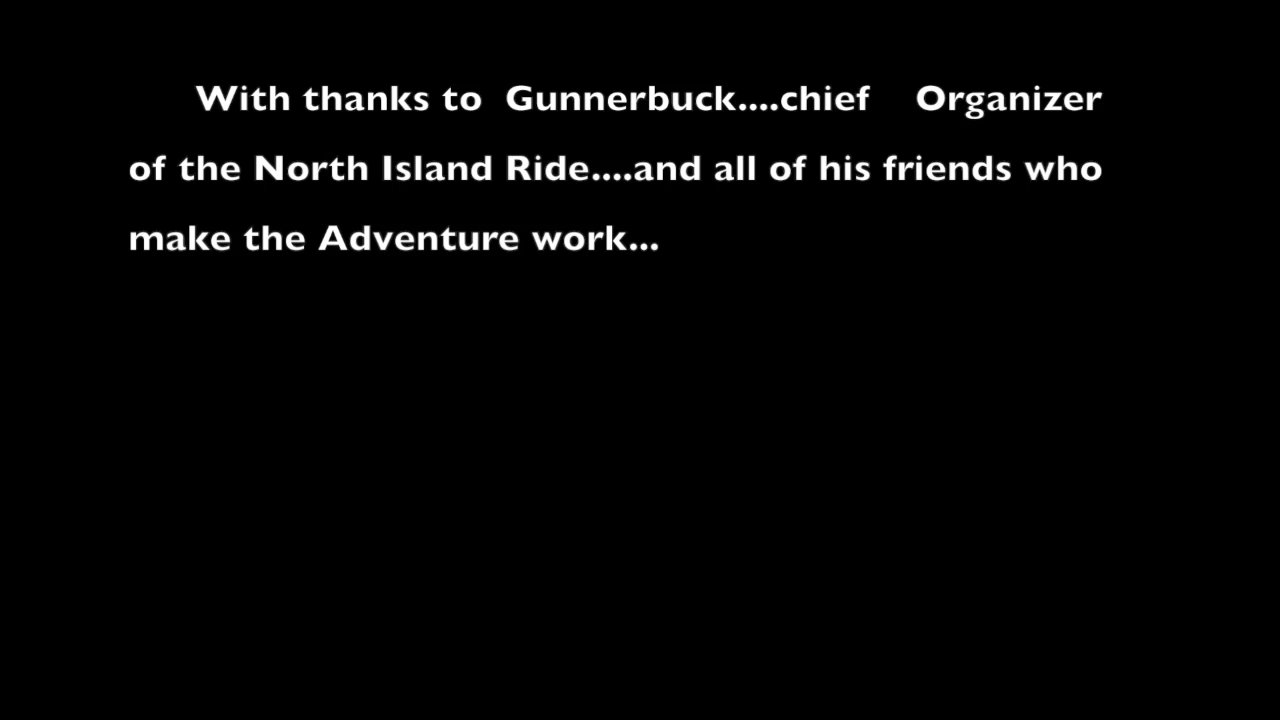 With thanks to Gunnerbuck....chief Organizer
of the North Island Ride....and all of his friends who
make the Adventure work...